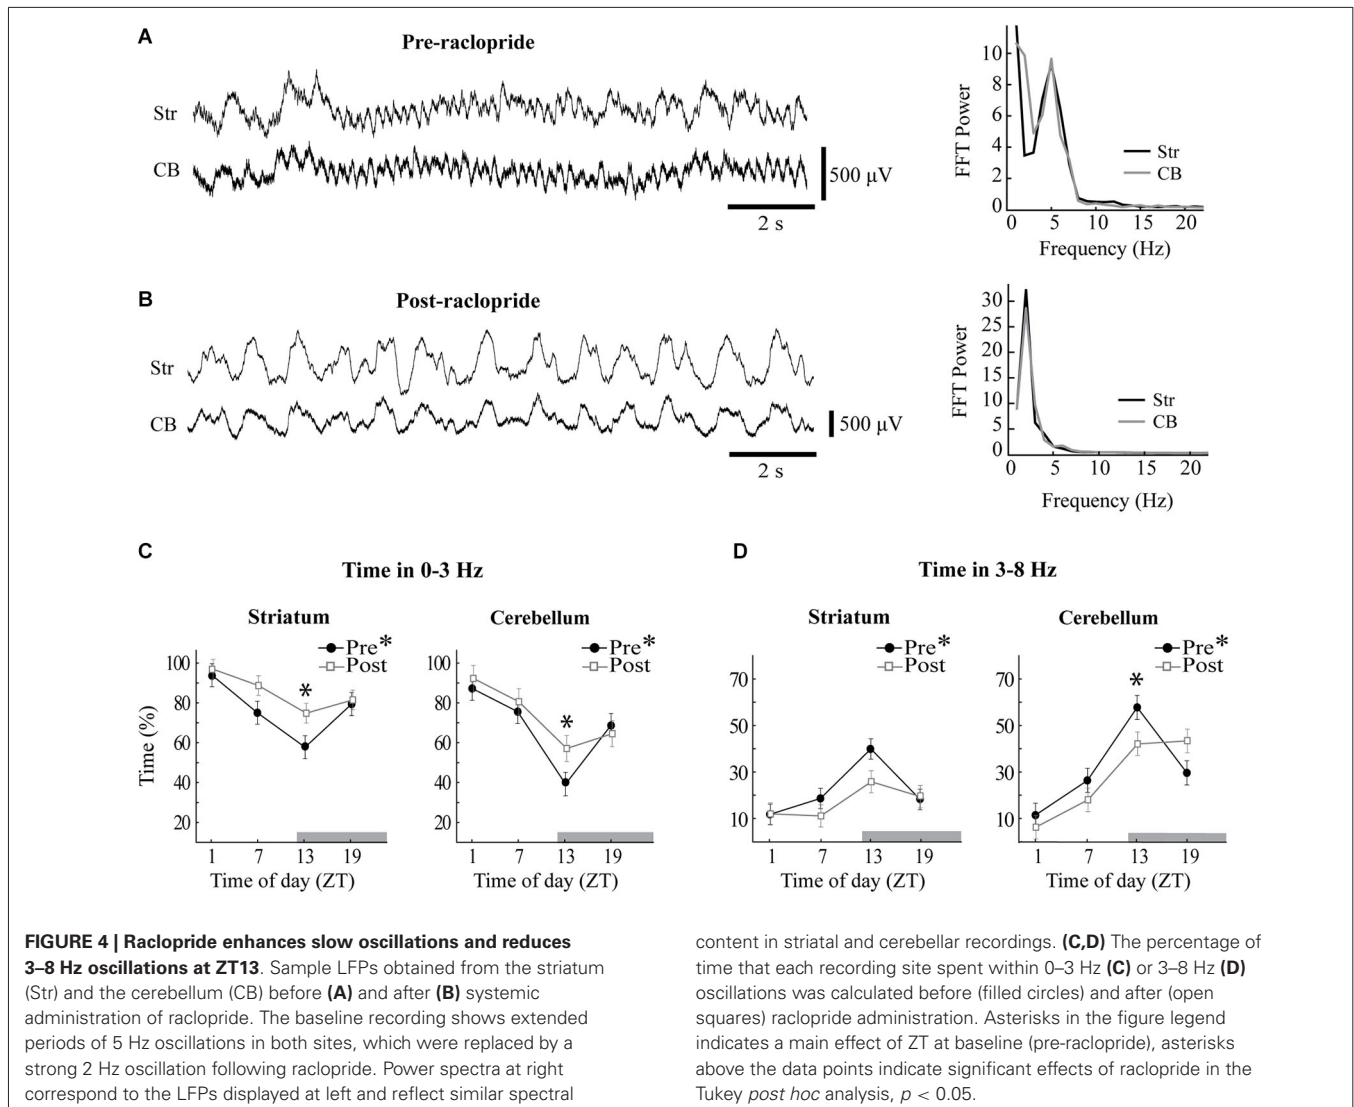 A
Pre-raclopride
Str
CB
500 µV
2 s
10
8
6
4
2
0
FFT Power
Str
CB
0 5 10 15 20
Frequency (Hz)
B
Post-raclopride
Str
CB
500 µV
2 s
30
25
20
15
10
5
0
FFT Power
Str
CB
0 5 10 15 20
Frequency (Hz)
C
Time in 0-3 Hz
Striatum
Pre*
Post
100
80
60
40
20
Time (%)
*
1 7 13 19
Time of day (ZT)
Cerebellum
Pre*
Post
100
80
60
40
20
*
1 7 13 19
Time of day (ZT)
D
Time in 3-8 Hz
Striatum
Pre*
Post
70
50
30
10
1 7 13 19
Time of day (ZT)
Cerebellum
Pre*
Post
70
50
30
10
*
1 7 13 19
Time of day (ZT)
FIGURE 4 | Raclopride enhances slow oscillations and reduces
3–8 Hz oscillations at ZT13. Sample LFPs obtained from the striatum
(Str) and the cerebellum (CB) before (A) and after (B) systemic
administration of raclopride. The baseline recording shows extended
periods of 5 Hz oscillations in both sites, which were replaced by a
strong 2 Hz oscillation following raclopride. Power spectra at right
correspond to the LFPs displayed at left and reflect similar spectral
content in striatal and cerebellar recordings. (C,D) The percentage of
time that each recording site spent within 0–3 Hz (C) or 3–8 Hz (D)
oscillations was calculated before (filled circles) and after (open
squares) raclopride administration. Asterisks in the figure legend
indicates a main effect of ZT at baseline (pre-raclopride), asterisks
above the data points indicate significant effects of raclopride in the
Tukey post hoc analysis, p < 0.05.